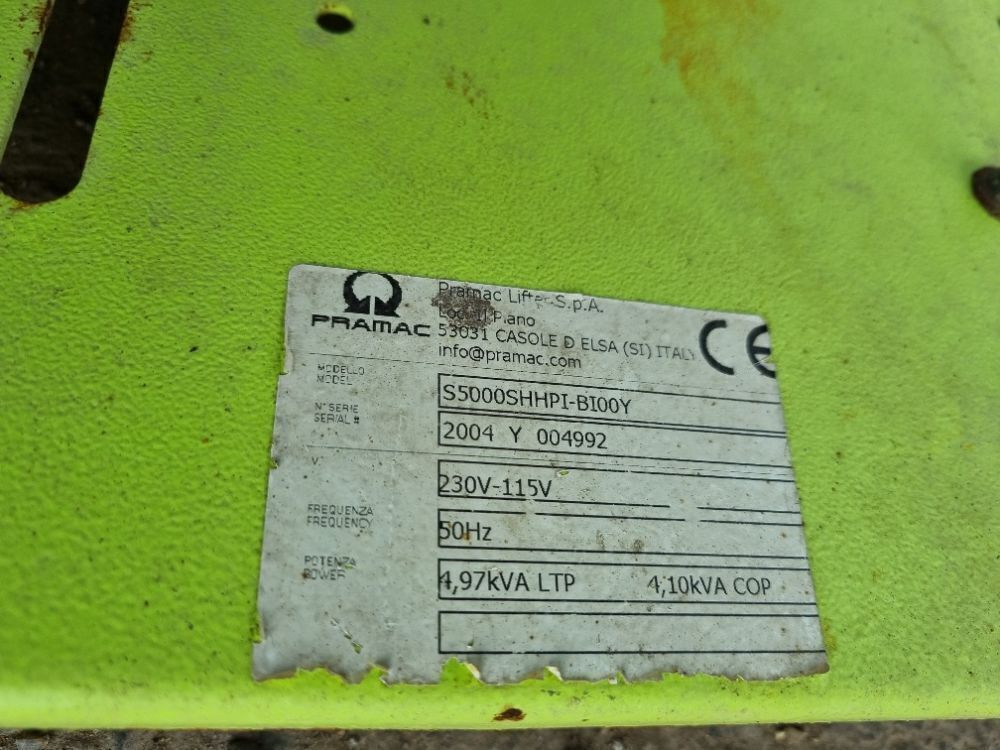 PRAMAC
Pramac Lifter S.p.A.
Piano
53031 CASOLE D ELSA (SI) ITALY
info@pramac.com
CE
MODELLO
MODEL
S5000SHHPI-BI00Y
N° SERIE
SERIAL #
2004 Y 004992
V
230V-115V
FREQUENZA
FREQUENCY
50Hz
POTENZA
POWER
4,97kVA LTP 4,10kVA COP